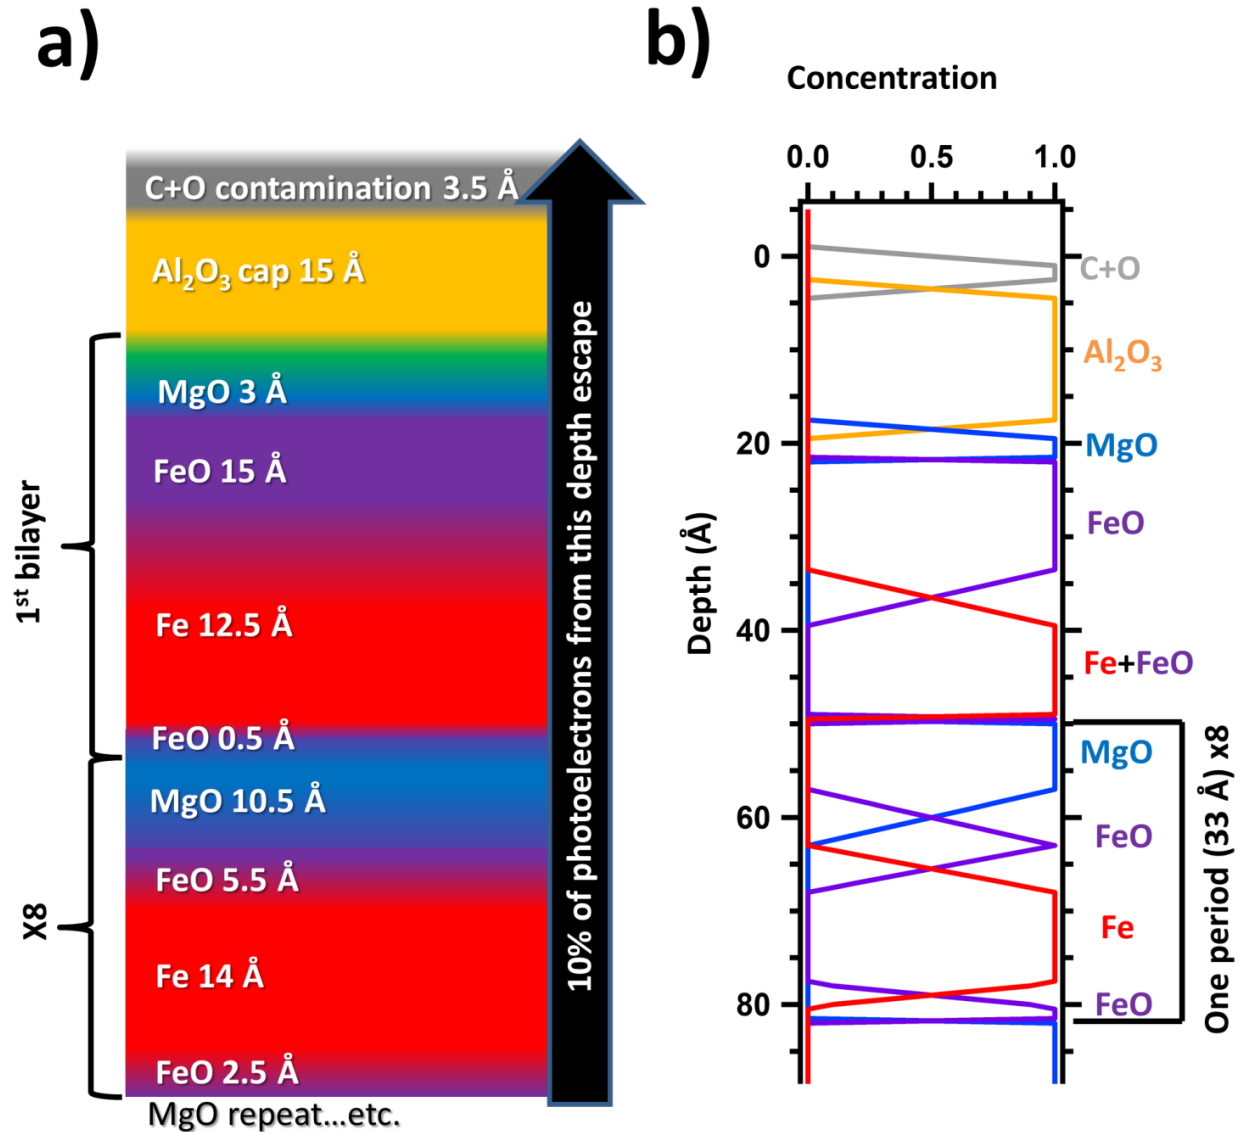 a)
C+O contamination 3.5 Å
Al₂O₃ cap 15 Å
MgO 3 Å
FeO 15 Å
Fe 12.5 Å
FeO 0.5 Å
MgO 10.5 Å
FeO 5.5 Å
Fe 14 Å
FeO 2.5 Å
MgO repeat...etc.
1st bilayer
X8
10% of photoelectrons from this depth escape
b)
Concentration
0.0 0.5 1.0
Depth (Å)
0
20
40
60
80
C+O
Al₂O₃
MgO
FeO
Fe+FeO
MgO
FeO
Fe
FeO
One period (33 Å) x8